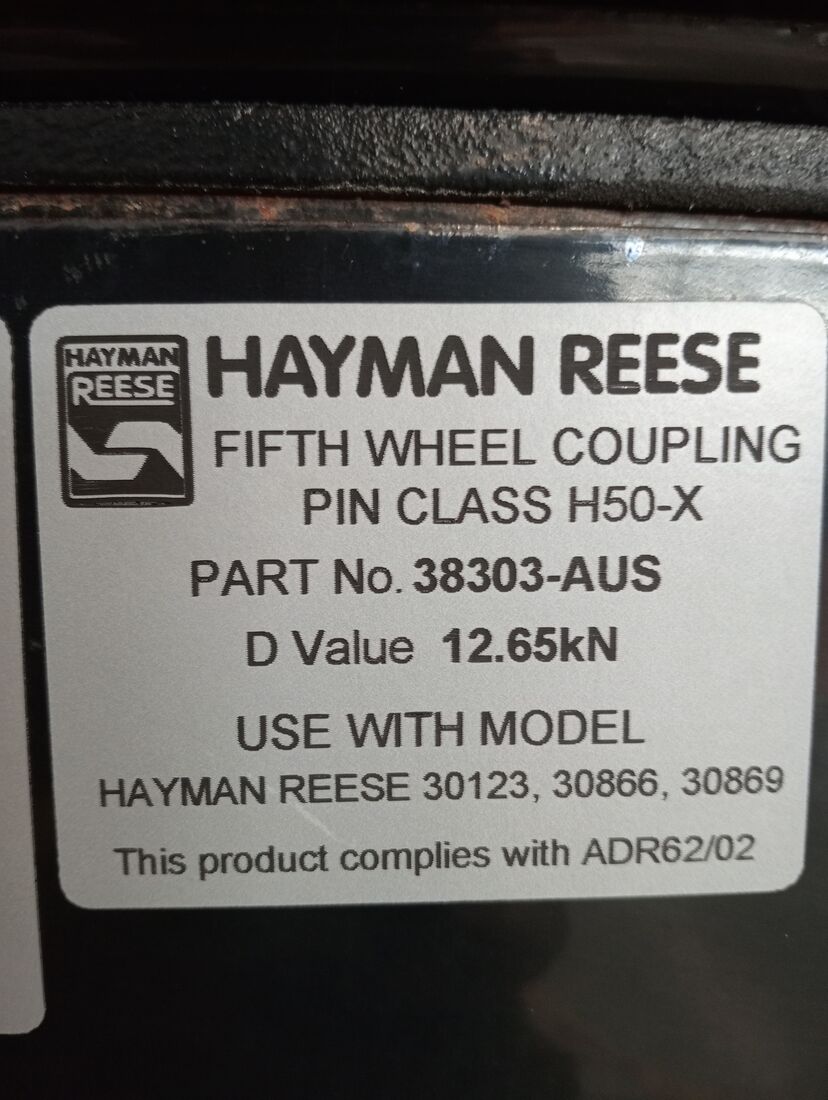 HAYMAN
REESE
HAYMAN REESE
FIFTH WHEEL COUPLING
PIN CLASS H50-X
PART No. 38303-AUS
D Value 12.65kN
USE WITH MODEL
HAYMAN REESE 30123, 30866, 30869
This product complies with ADR62/02